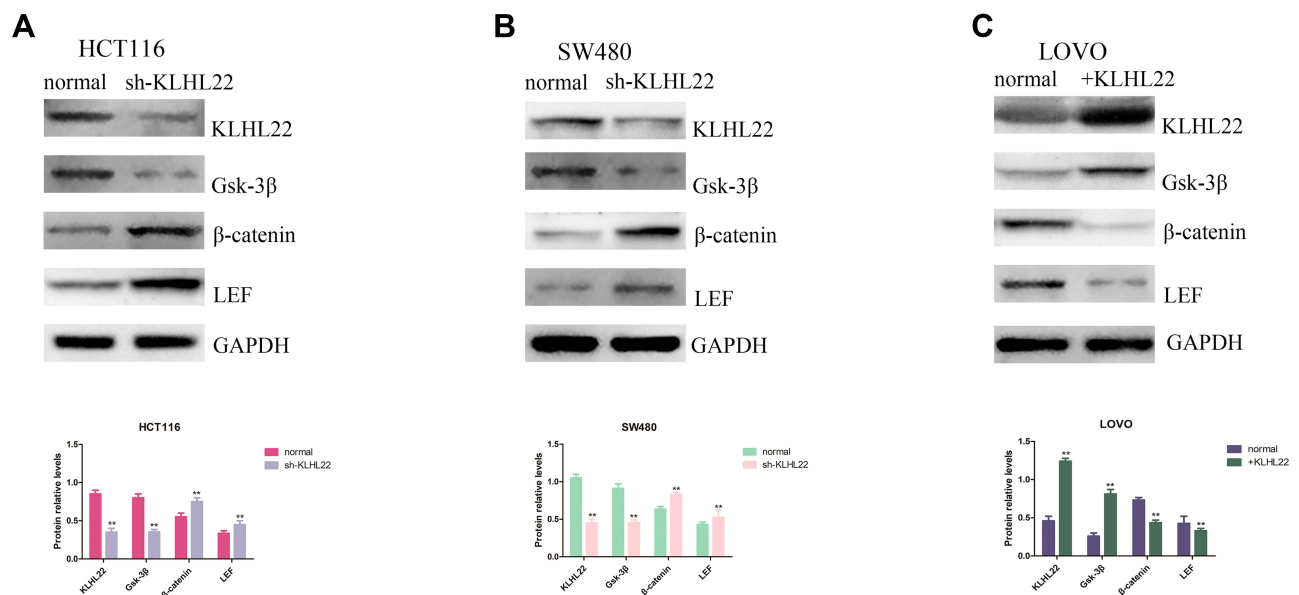 A
HCT116
normal sh-KLHL22
KLHL22
Gsk-3β
β-catenin
LEF
GAPDH
HCT116
Protein relative levels
1.5
1.0
0.5
0.0
** ** ** **
KLHL22 Gsk-3β β-catenin LEF
normal
sh-KLHL22
B
SW480
normal sh-KLHL22
KLHL22
Gsk-3β
β-catenin
LEF
GAPDH
SW480
Protein relative levels
1.5
1.0
0.5
0.0
** ** ** **
KLHL22 Gsk-3β β-catenin LEF
normal
sh-KLHL22
C
LOVO
normal +KLHL22
KLHL22
Gsk-3β
β-catenin
LEF
GAPDH
LOVO
Protein relative levels
1.5
1.0
0.5
0.0
** ** ** **
KLHL22 Gsk-3β β-catenin LEF
normal
+KLHL22